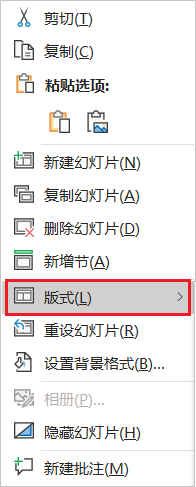 剪切(T)
复制(C)
粘贴选项:
新建幻灯片(N)
复制幻灯片(A)
删除幻灯片(D)
新增节(A)
版式(L)
重设幻灯片(R)
设置背景格式(B)...
相册(P)...
隐藏幻灯片(H)
新建批注(M)